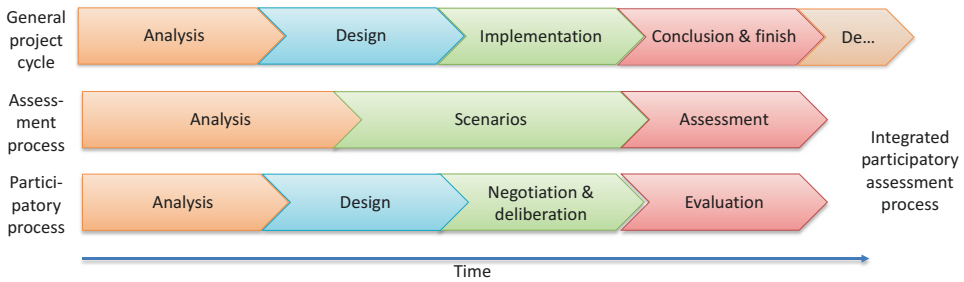 General
project
cycle
Analysis
Design
Implementation
Conclusion & finish
De...
Assess-
ment
process
Analysis
Scenarios
Assessment
Partici-
patory
process
Analysis
Design
Negotiation &
deliberation
Evaluation
Integrated
participatory
assessment
process
Time